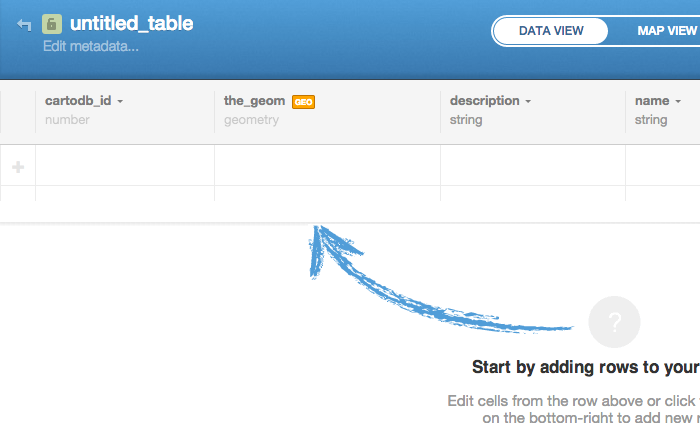 untitled_table
Edit metadata...
DATA VIEW
MAP VIEW
cartodb_id
the_geom GEO
description
name
number
geometry
string
string
?
Start by adding rows to your
Edit cells from the row above or click
on the bottom-right to add new